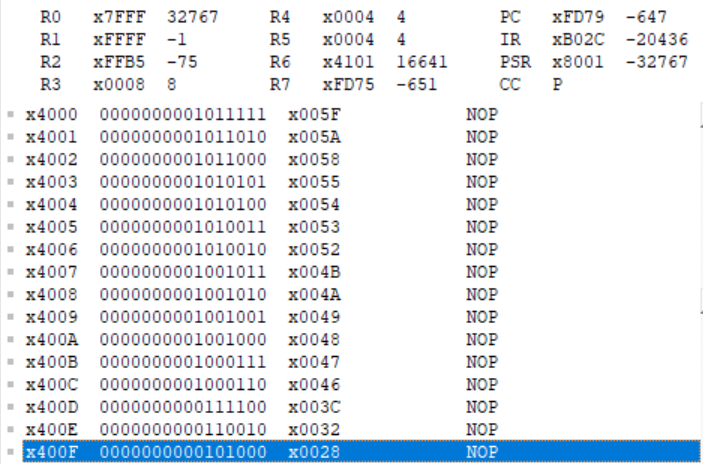 R0 x7FFF 32767 R4 x0004 4 PC xFD79 -647
R1 xFFFF -1 R5 x0004 4 IR xB02C -20436
R2 xFFB5 -75 R6 x4101 16641 PSR x8001 -32767
R3 x0008 8 R7 xFD75 -651 CC P
x4000 0000000001011111 x005F NOP
x4001 0000000001011010 x005A NOP
x4002 0000000001011000 x0058 NOP
x4003 0000000001010101 x0055 NOP
x4004 0000000001010100 x0054 NOP
x4005 0000000001010011 x0053 NOP
x4006 0000000001010010 x0052 NOP
x4007 0000000001001011 x004B NOP
x4008 0000000001001010 x004A NOP
x4009 0000000001001001 x0049 NOP
x400A 0000000001001000 x0048 NOP
x400B 0000000001000111 x0047 NOP
x400C 0000000001000110 x0046 NOP
x400D 0000000000111100 x003C NOP
x400E 0000000000110010 x0032 NOP
x400F 0000000000101000 x0028 NOP